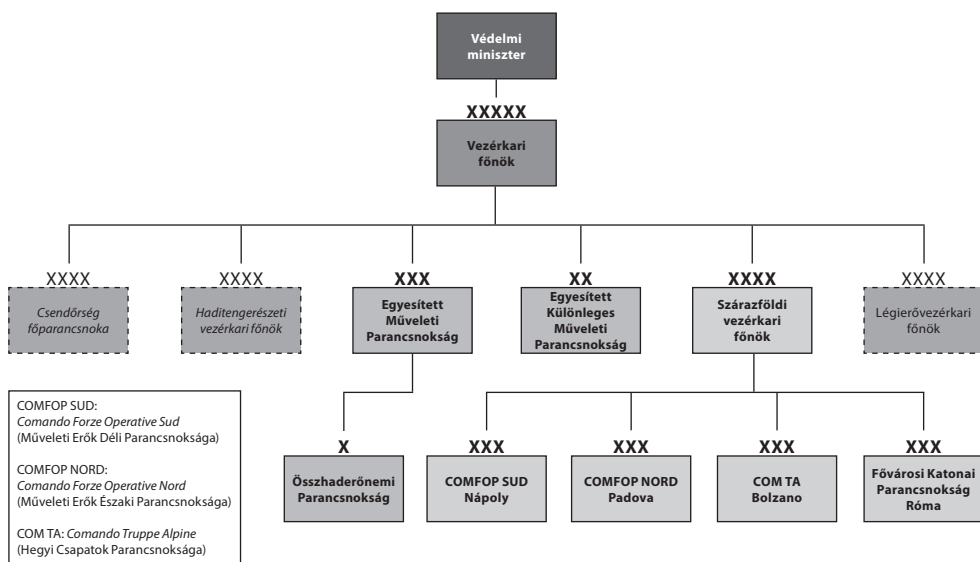 Védelmi
miniszter
XXXXX
Vezérkari
főnök
XXXX
Csendőrség
főparancsnoka
XXXX
Haditengerészeti
vezérkari főnök
XXX
Egyesített
Műveleti
Parancsnokság
XX
Egyesített
Különleges
Műveleti
Parancsnokság
XXXX
Szárazföldi
vezérkari
főnök
XXXX
Légierővezérkari
főnök
COMFOP SUD:
Comando Forze Operative Sud
(Műveleti Erők Déli Parancsnoksága)
COMFOP NORD:
Comando Forze Operative Nord
(Műveleti Erők Északi Parancsnoksága)
COM TA: Comando Truppe Alpine
(Hegyi Csapatok Parancsnoksága)
X
Összhaderőnemi
Parancsnokság
XXX
COMFOP SUD
Nápoly
XXX
COMFOP NORD
Padova
XXX
COM TA
Bolzano
XXX
Fővárosi Katonai
Parancsnokság
Róma